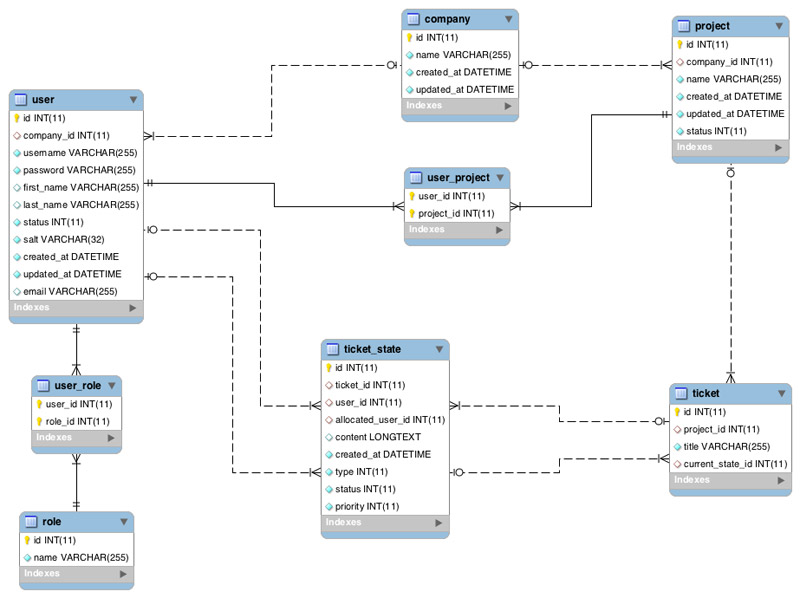 company
id INT(11)
name VARCHAR(255)
created_at DATETIME
updated_at DATETIME
Indexes
project
id INT(11)
company_id INT(11)
name VARCHAR(255)
created_at DATETIME
updated_at DATETIME
status INT(11)
Indexes
user
id INT(11)
company_id INT(11)
username VARCHAR(255)
password VARCHAR(255)
first_name VARCHAR(255)
last_name VARCHAR(255)
status INT(11)
salt VARCHAR(32)
created_at DATETIME
updated_at DATETIME
email VARCHAR(255)
Indexes
user_project
user_id INT(11)
project_id INT(11)
Indexes
ticket_state
id INT(11)
ticket_id INT(11)
user_id INT(11)
allocated_user_id INT(11)
content LONGTEXT
created_at DATETIME
type INT(11)
status INT(11)
priority INT(11)
Indexes
ticket
id INT(11)
project_id INT(11)
title VARCHAR(255)
current_state_id INT(11)
Indexes
user_role
user_id INT(11)
role_id INT(11)
Indexes
role
id INT(11)
name VARCHAR(255)
Indexes